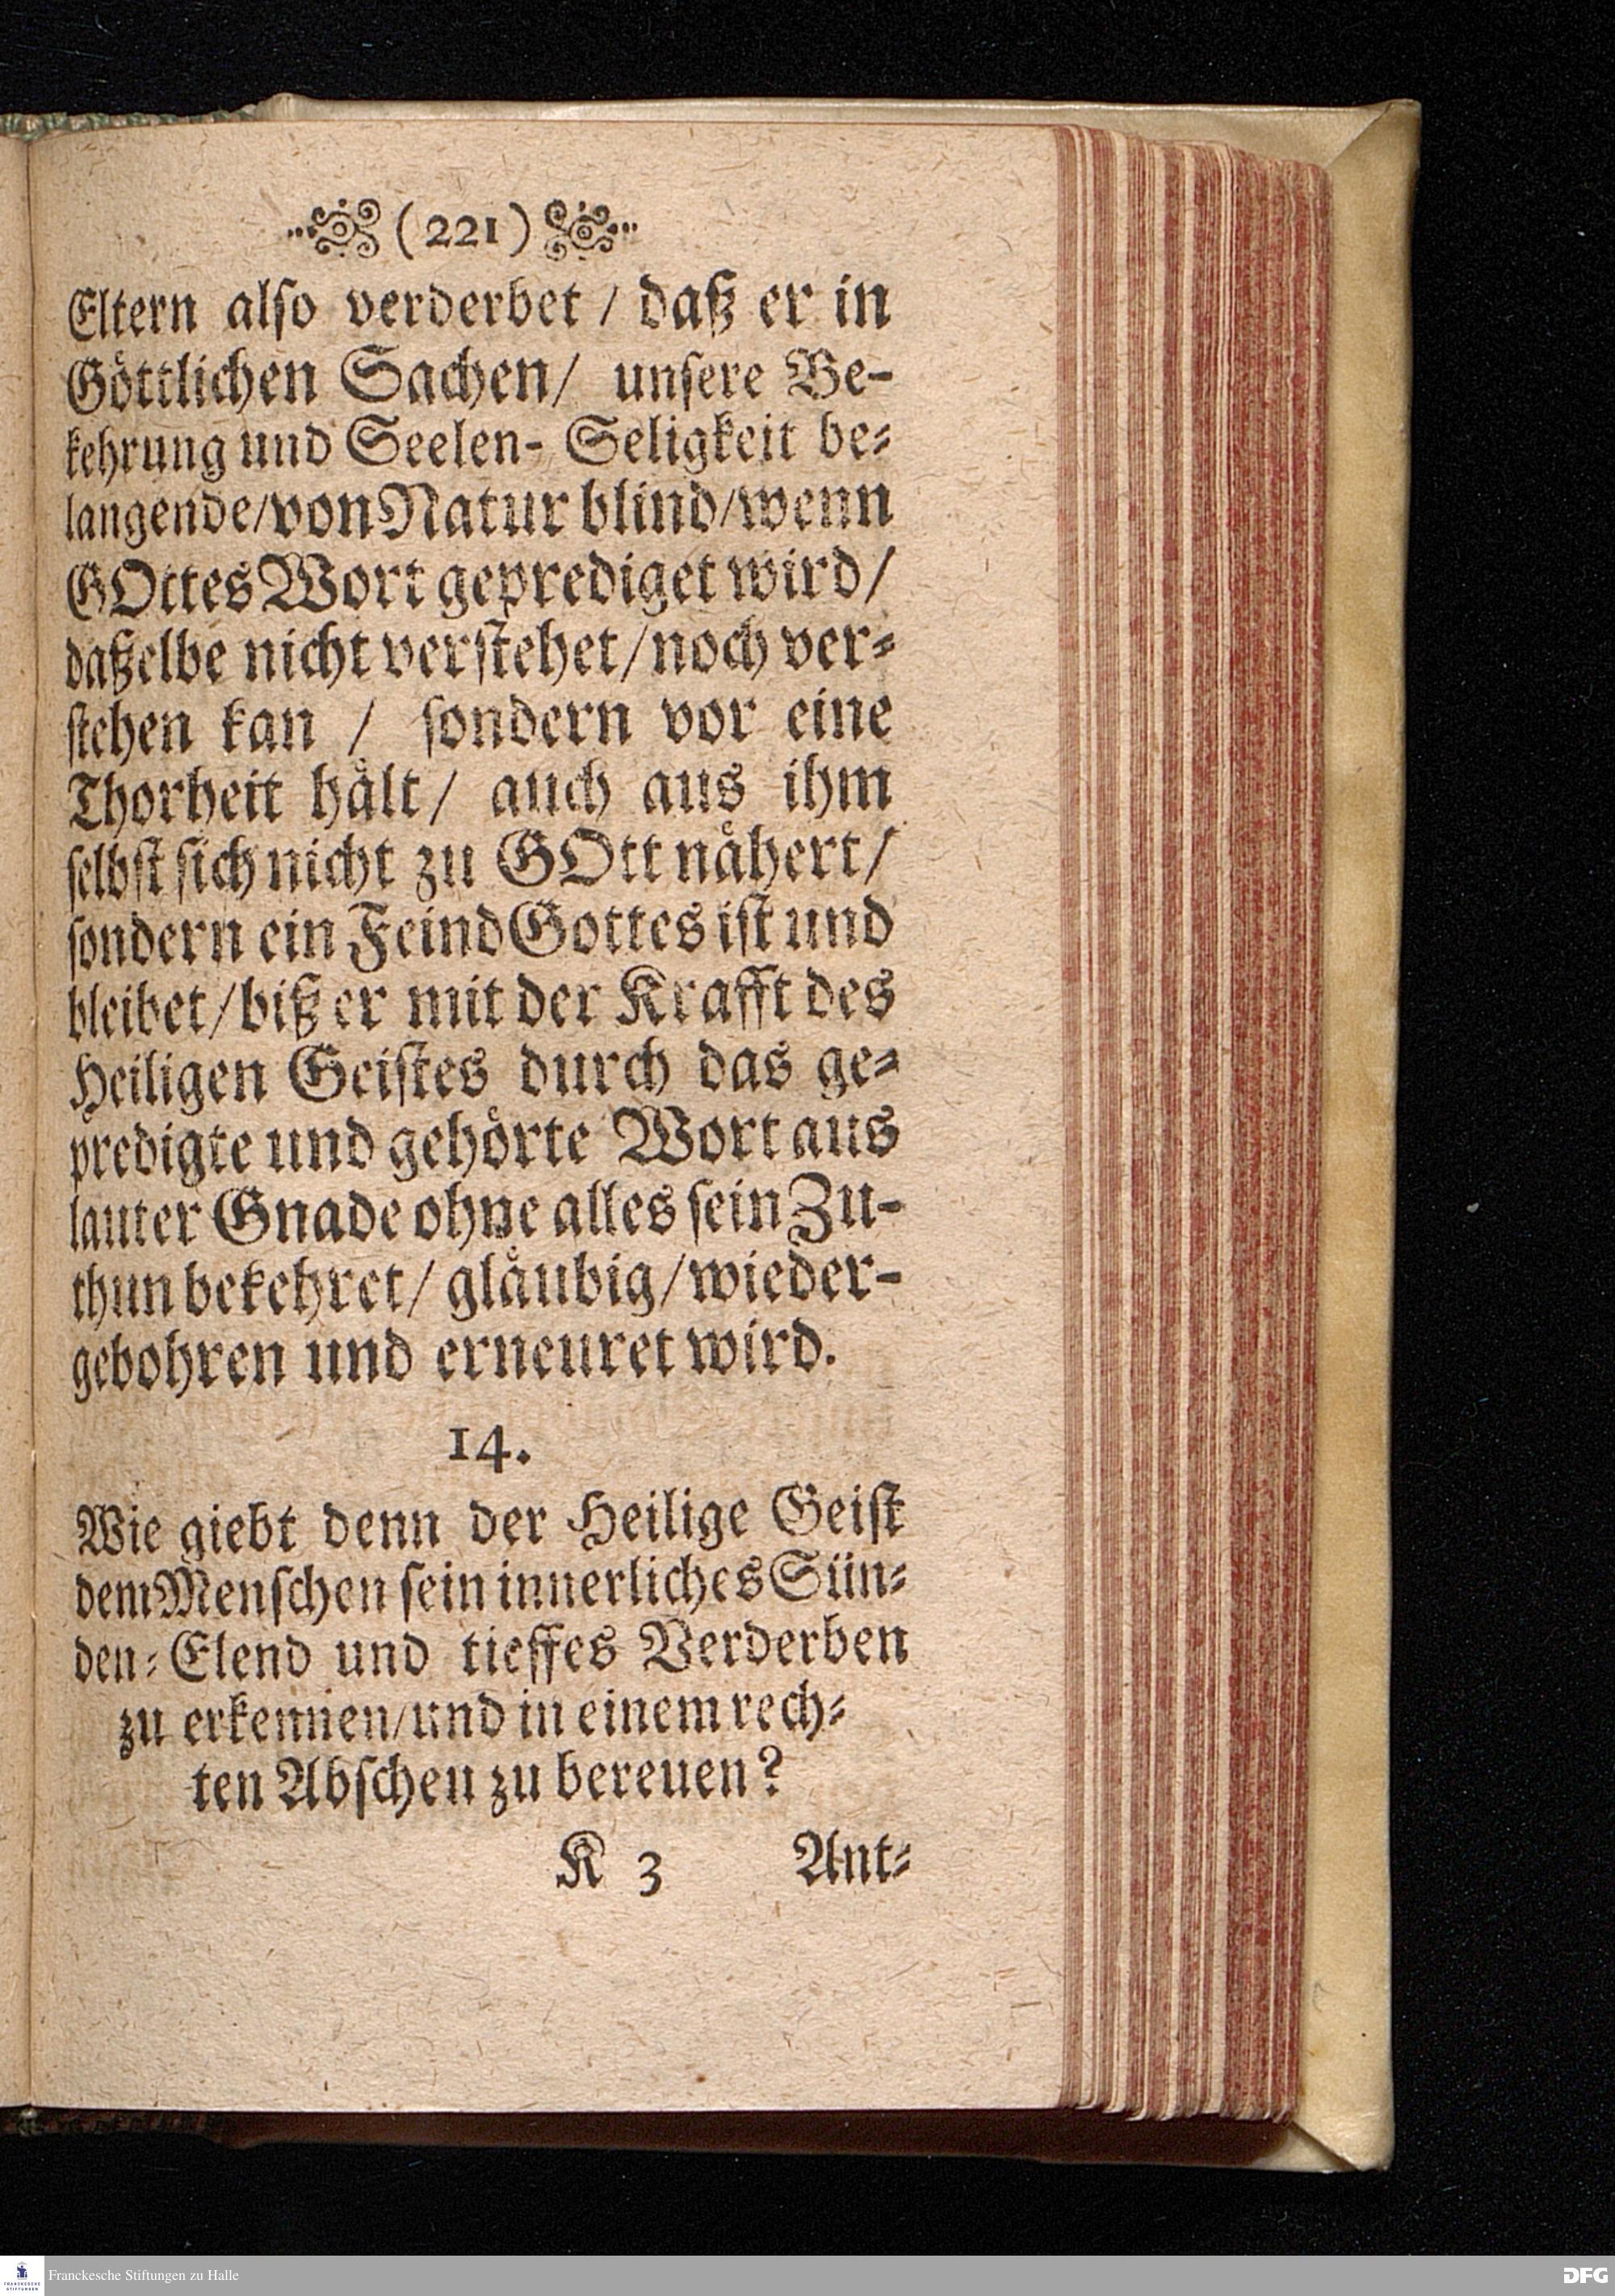 (221)
Eltern alſo verderbet / daß er in
Göttlichen Sachen/ unſere Be-
kehrung und Seelen- Seligkeit be-
langende/von Natur blind/wenn
GOttes Wort geprediget wird/
daßelbe nicht verſtehet/noch ver-
ſtehen kan / ſondern vor eine
Thorheit hält/ auch aus ihm
ſelbſt ſich nicht zu GOtt nähert/
ſondern ein Feind Gottes iſt und
bleibet/biß er mit der Krafft des
Heiligen Geiſtes durch das ge-
predigte und gehörte Wort aus
lauter Gnade ohne alles ſein Zu-
thun bekehret/ gläubig/wieder-
gebohren und erneuret wird.
14.
Wie giebt denn der Heilige Geiſt
dem Menſchen ſein innerliches Sün-
den-Elend und tieffes Verderben
zu erkennen/und in einem rech-
ten Abſcheu zu bereuen?
K 3 Ant-
FRANCKESCHE STIFTUNGEN
Franckesche Stiftungen zu Halle
DFG